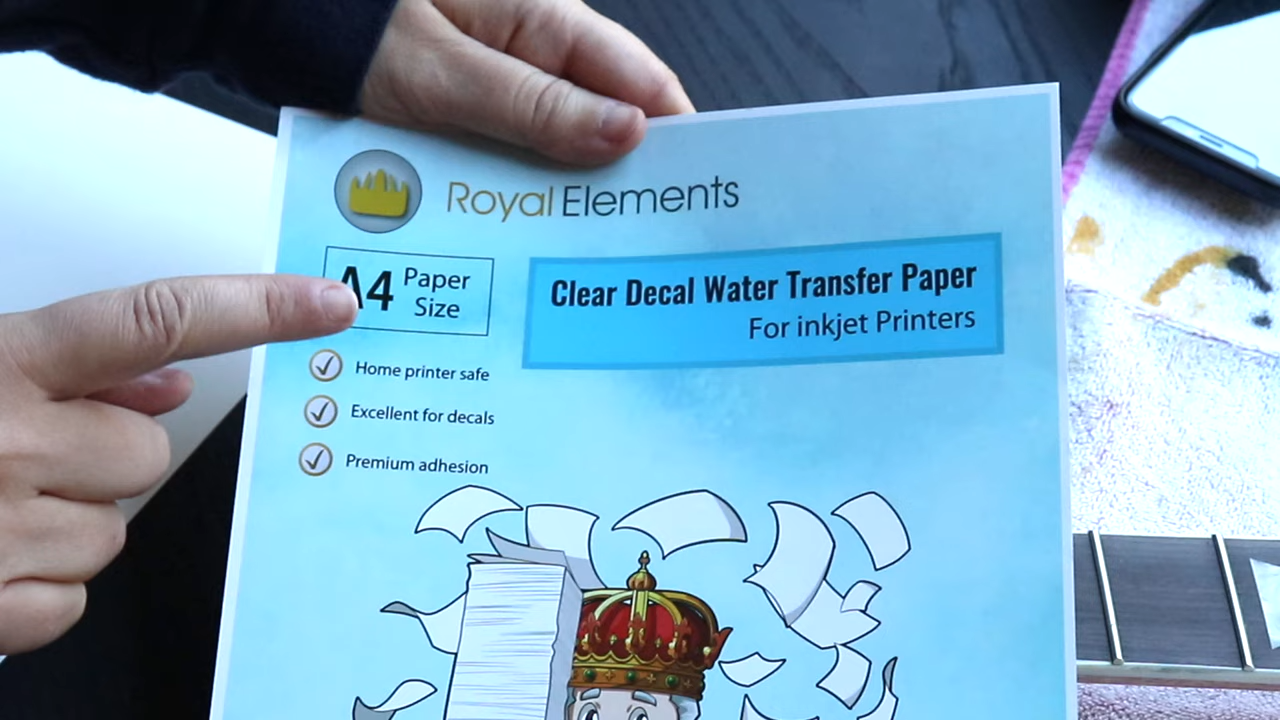 Royal Elements
A4 Paper Size
Clear Decal Water Transfer Paper
For inkjet Printers
Home printer safe
Excellent for decals
Premium adhesion